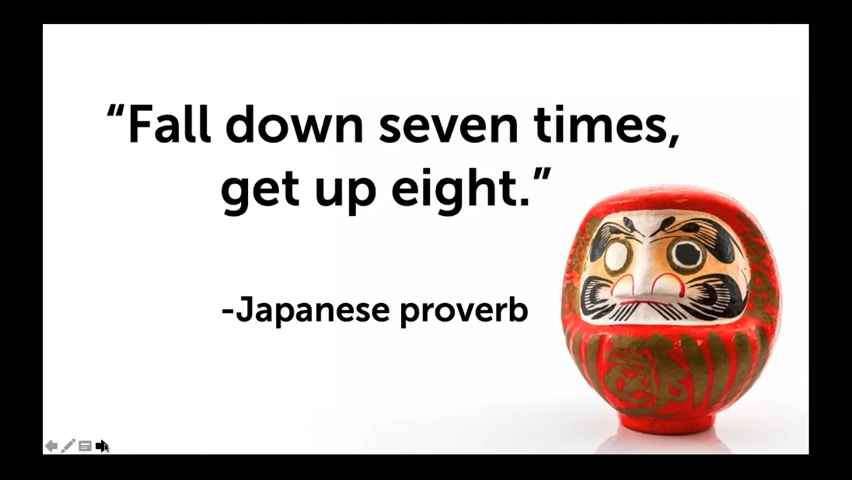 “Fall down seven times,
get up eight.”
-Japanese proverb